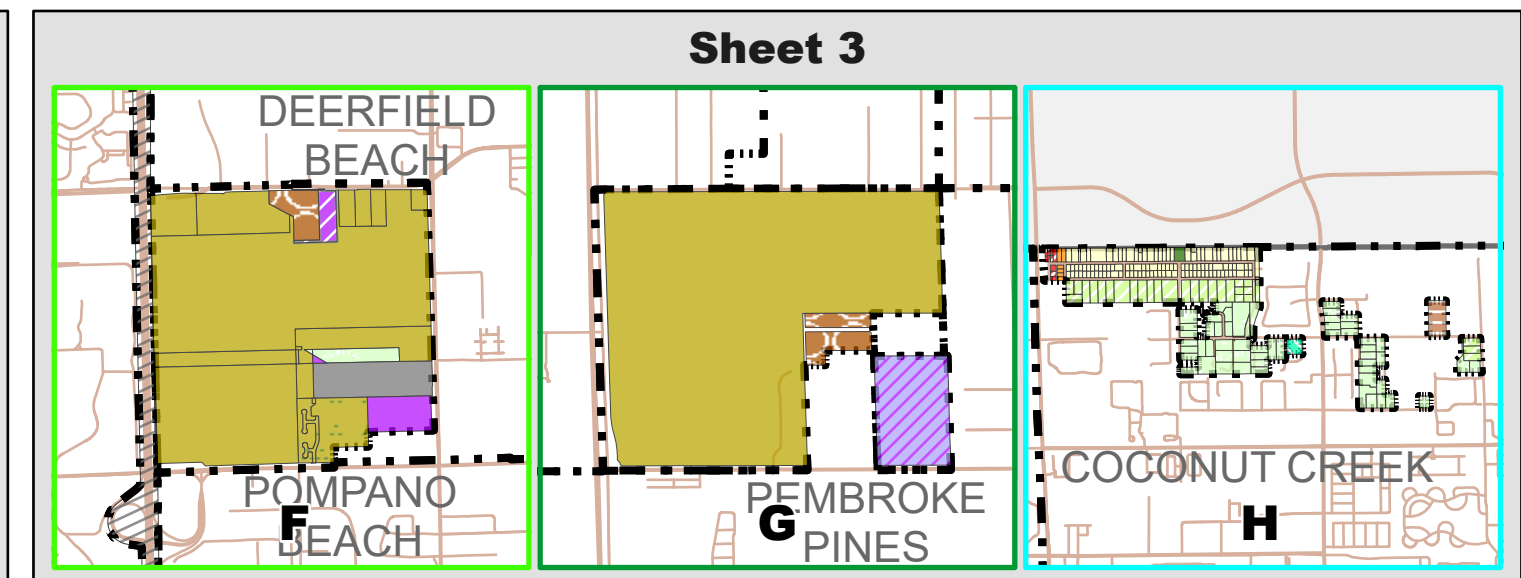 Sheet 3
DEERFIELD
BEACH
POMPANO
BEACH
F
PEMBROKE
PINES
G
COCONUT CREEK
H